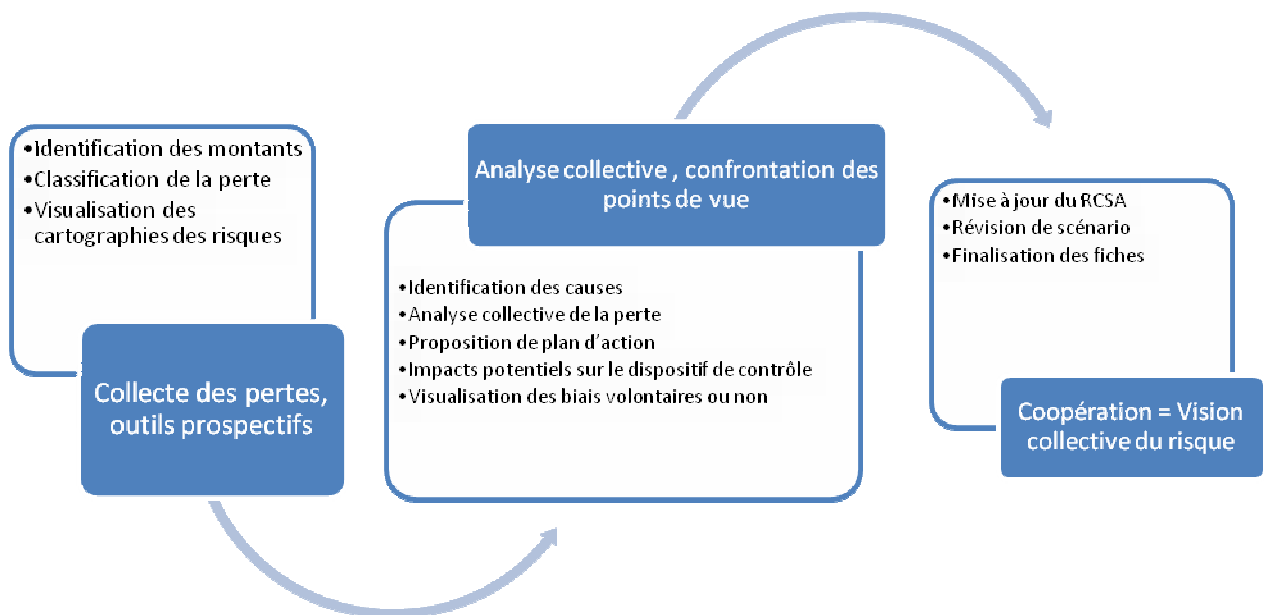 •Identification des montants
•Classification de la perte
•Visualisation des
cartographies des risques
Collecte des pertes,
outils prospectifs
Analyse collective , confrontation des
points de vue
•Identification des causes
•Analyse collective de la perte
•Proposition de plan d'action
•Impacts potentiels sur le dispositif de contrôle
•Visualisation des biais volontaires ou non
•Mise à jour du RCSA
•Révision de scénario
•Finalisation des fiches
Coopération = Vision
collective du risque